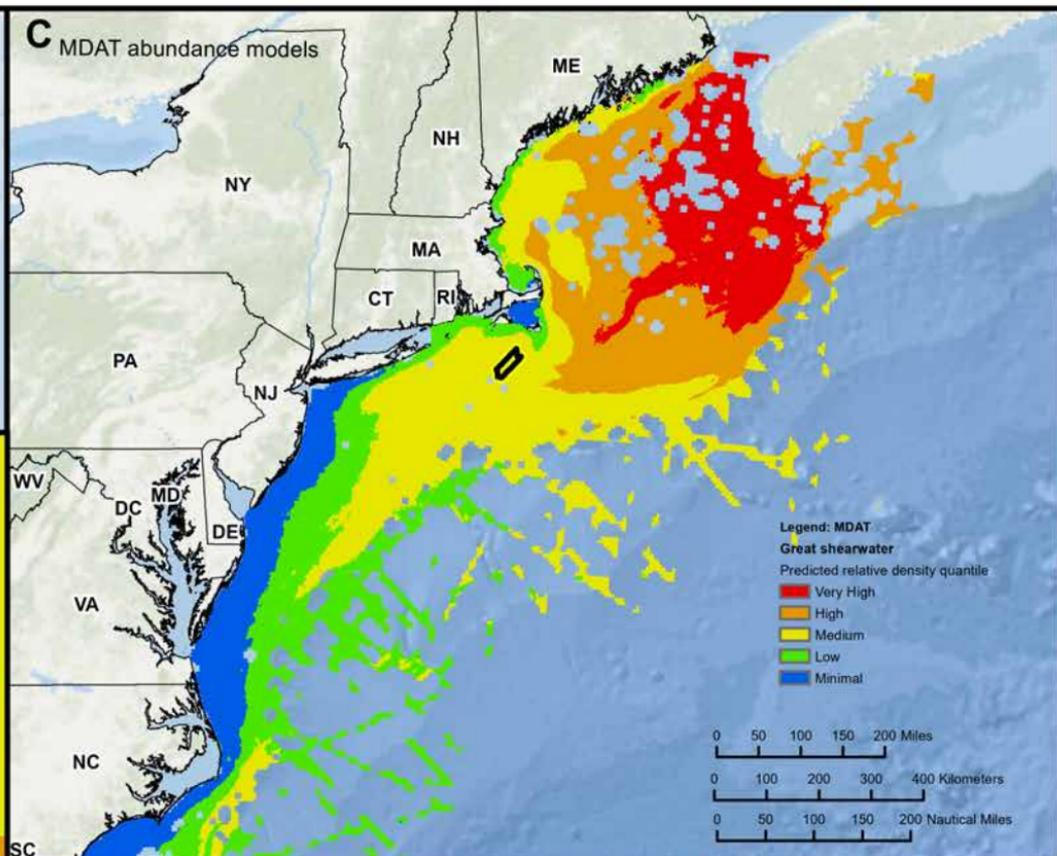 C MDAT abundance models
ME
NH
NY
MA
CT
RI
PA
NJ
WV
MD
DC
DE
VA
NC
SC
Legend: MDAT
Great shearwater
Predicted relative density quantile
Very High
High
Medium
Low
Minimal
0 50 100 150 200 Miles
0 100 200 300 400 Kilometers
0 50 100 150 200 Nautical Miles